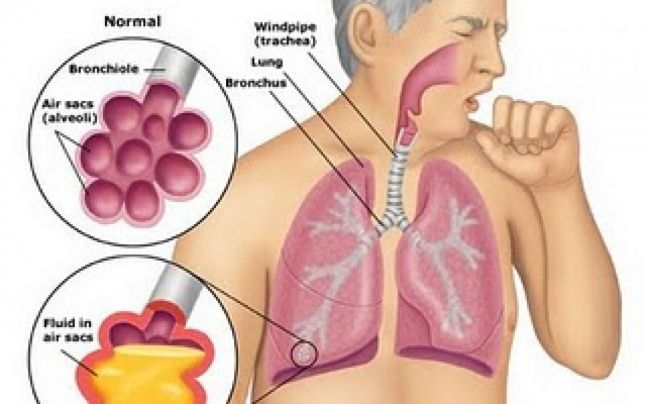 Normal
Bronchiole
Air sacs
(alveoli)
Windpipe
(trachea)
Lung
Bronchus
Fluid in
air sacs